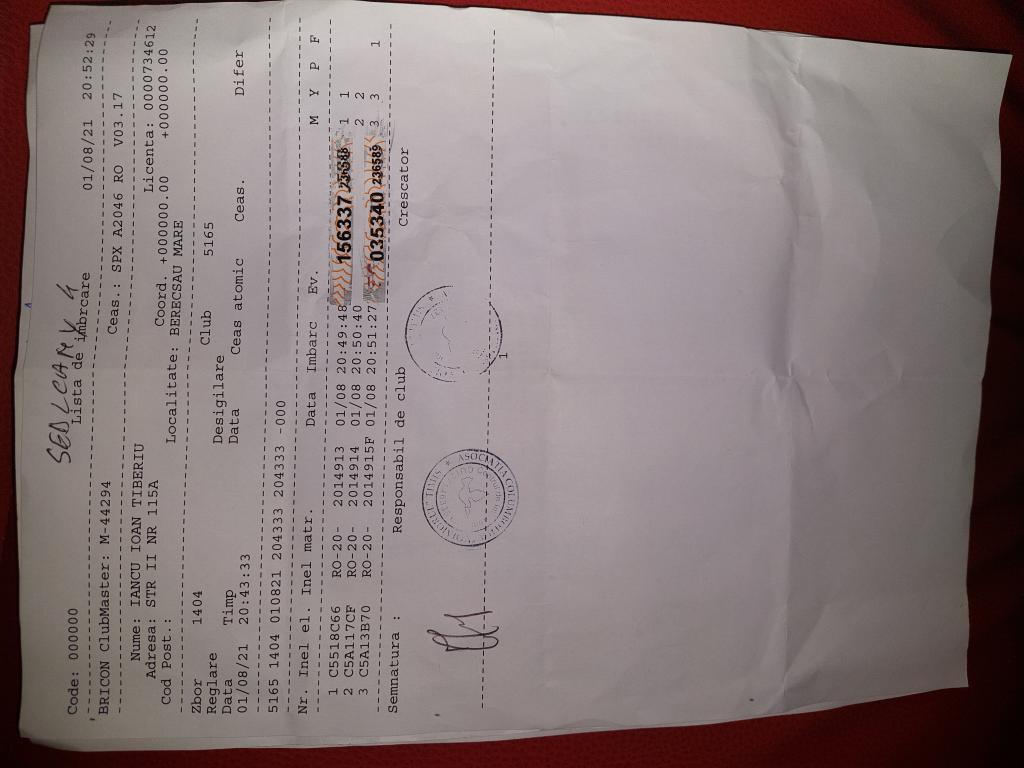 SEDLCANY 4
Code: 000000 Lista de imbrcare 01/08/21 20:52:29
BRICON ClubMaster: M-44294 Ceas.: SPX A2046 RO V03.17
Nume: IANCU IOAN TIBERIU Licenta: 0000734612
Adresa: STR II NR 115A Coord. +000000.00 +000000.00
Cod Post.: Localitate: BERECSAU MARE
Zbor 1404 Club 5165
Reglare Desigilare
Data Timp Data Ceas atomic Ceas. Difer
01/08/21 20:43:33
5165 1404 010821 204333 204333 -000
Nr. Inel el. Inel matr. Data Imbarc Ev. M Y P F
1 C5518C66 RO-20- 2014913 01/08 20:49:48 156337 / 236588 1 1
2 C5A117CF RO-20- 2014914 01/08 20:50:40 2 2
3 C5A13B70 RO-20- 2014915F 01/08 20:51:27 035340 / 236589 3 3 1
Semnatura : Responsabil de club Crescator
ASOCIATIA COLUMBOFILA
1